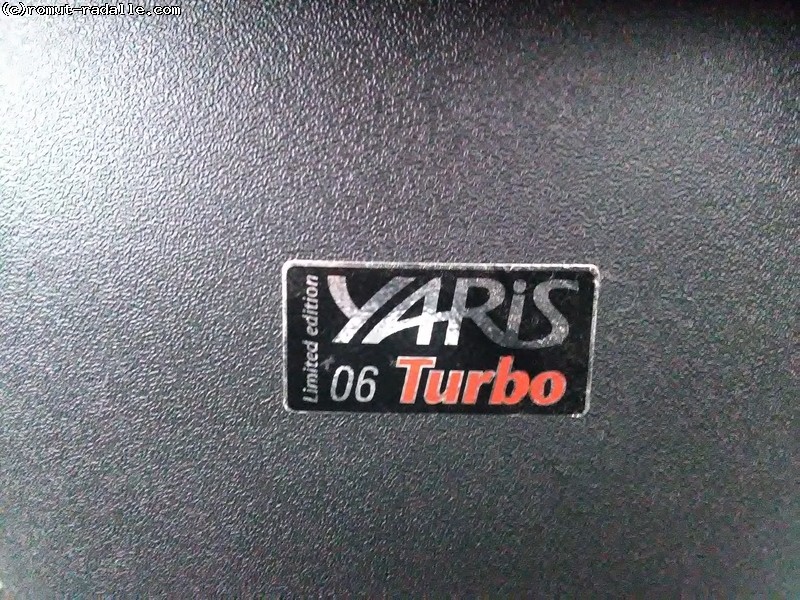 (c)romut-radalle.com
Limited edition
YARiS
06 Turbo